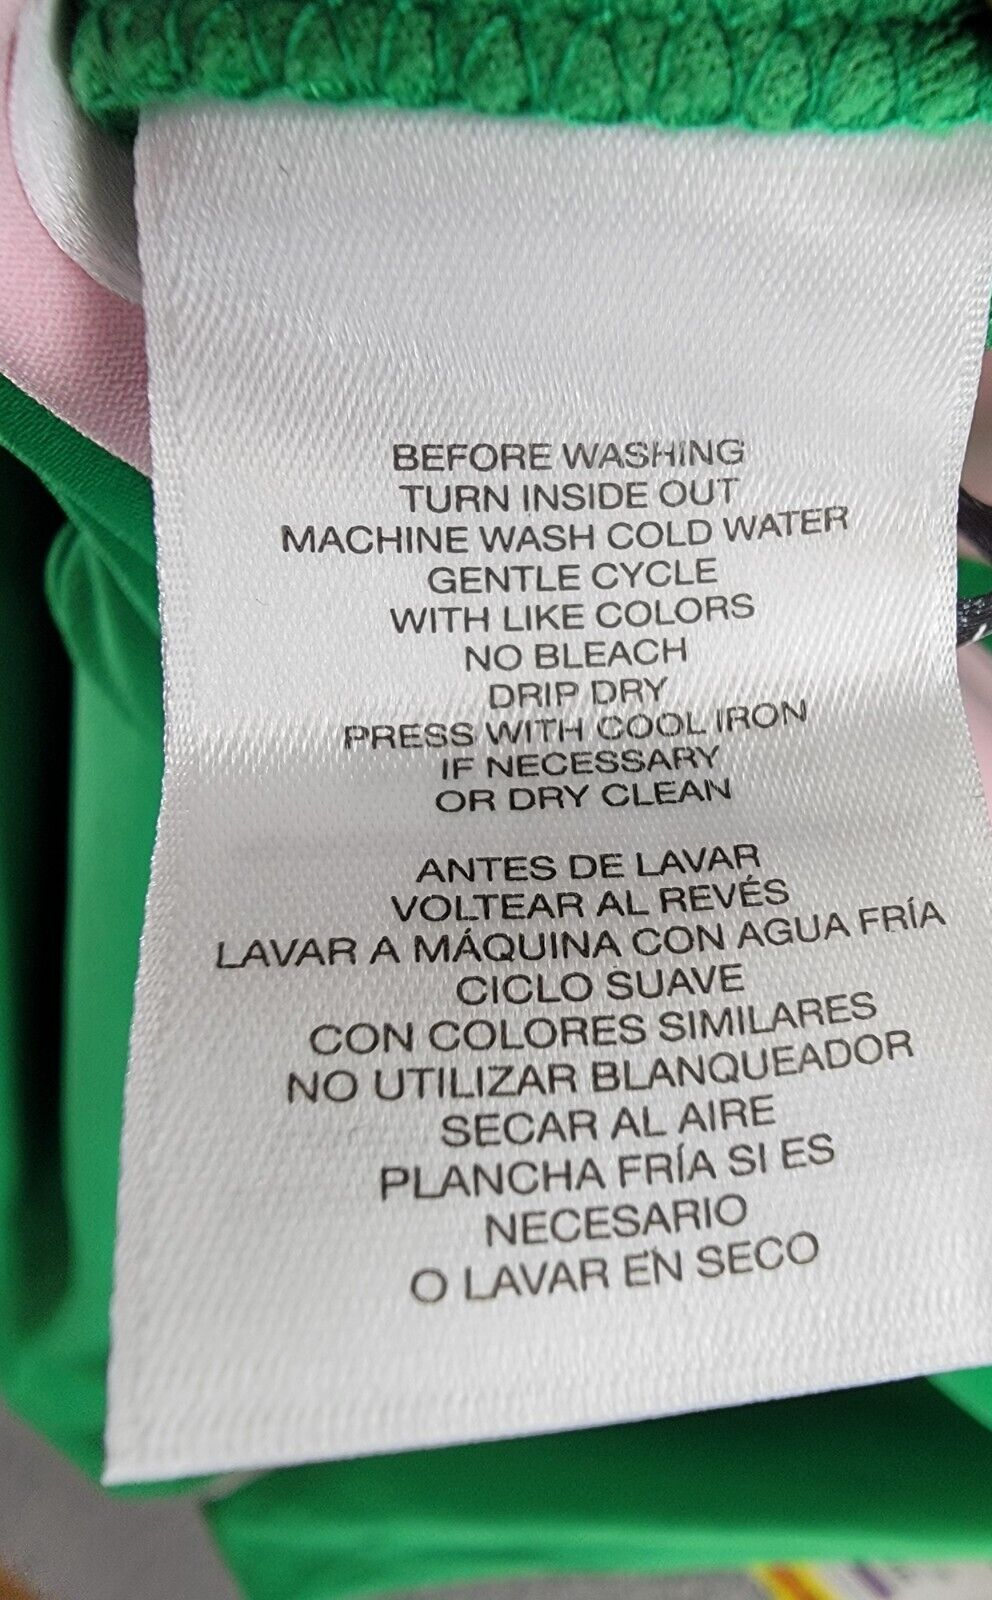 BEFORE WASHING
TURN INSIDE OUT
MACHINE WASH COLD WATER
GENTLE CYCLE
WITH LIKE COLORS
NO BLEACH
DRIP DRY
PRESS WITH COOL IRON
IF NECESSARY
OR DRY CLEAN
ANTES DE LAVAR
VOLTEAR AL REVÉS
LAVAR A MÁQUINA CON AGUA FRÍA
CICLO SUAVE
CON COLORES SIMILARES
NO UTILIZAR BLANQUEADOR
SECAR AL AIRE
PLANCHA FRÍA SI ES
NECESARIO
O LAVAR EN SECO